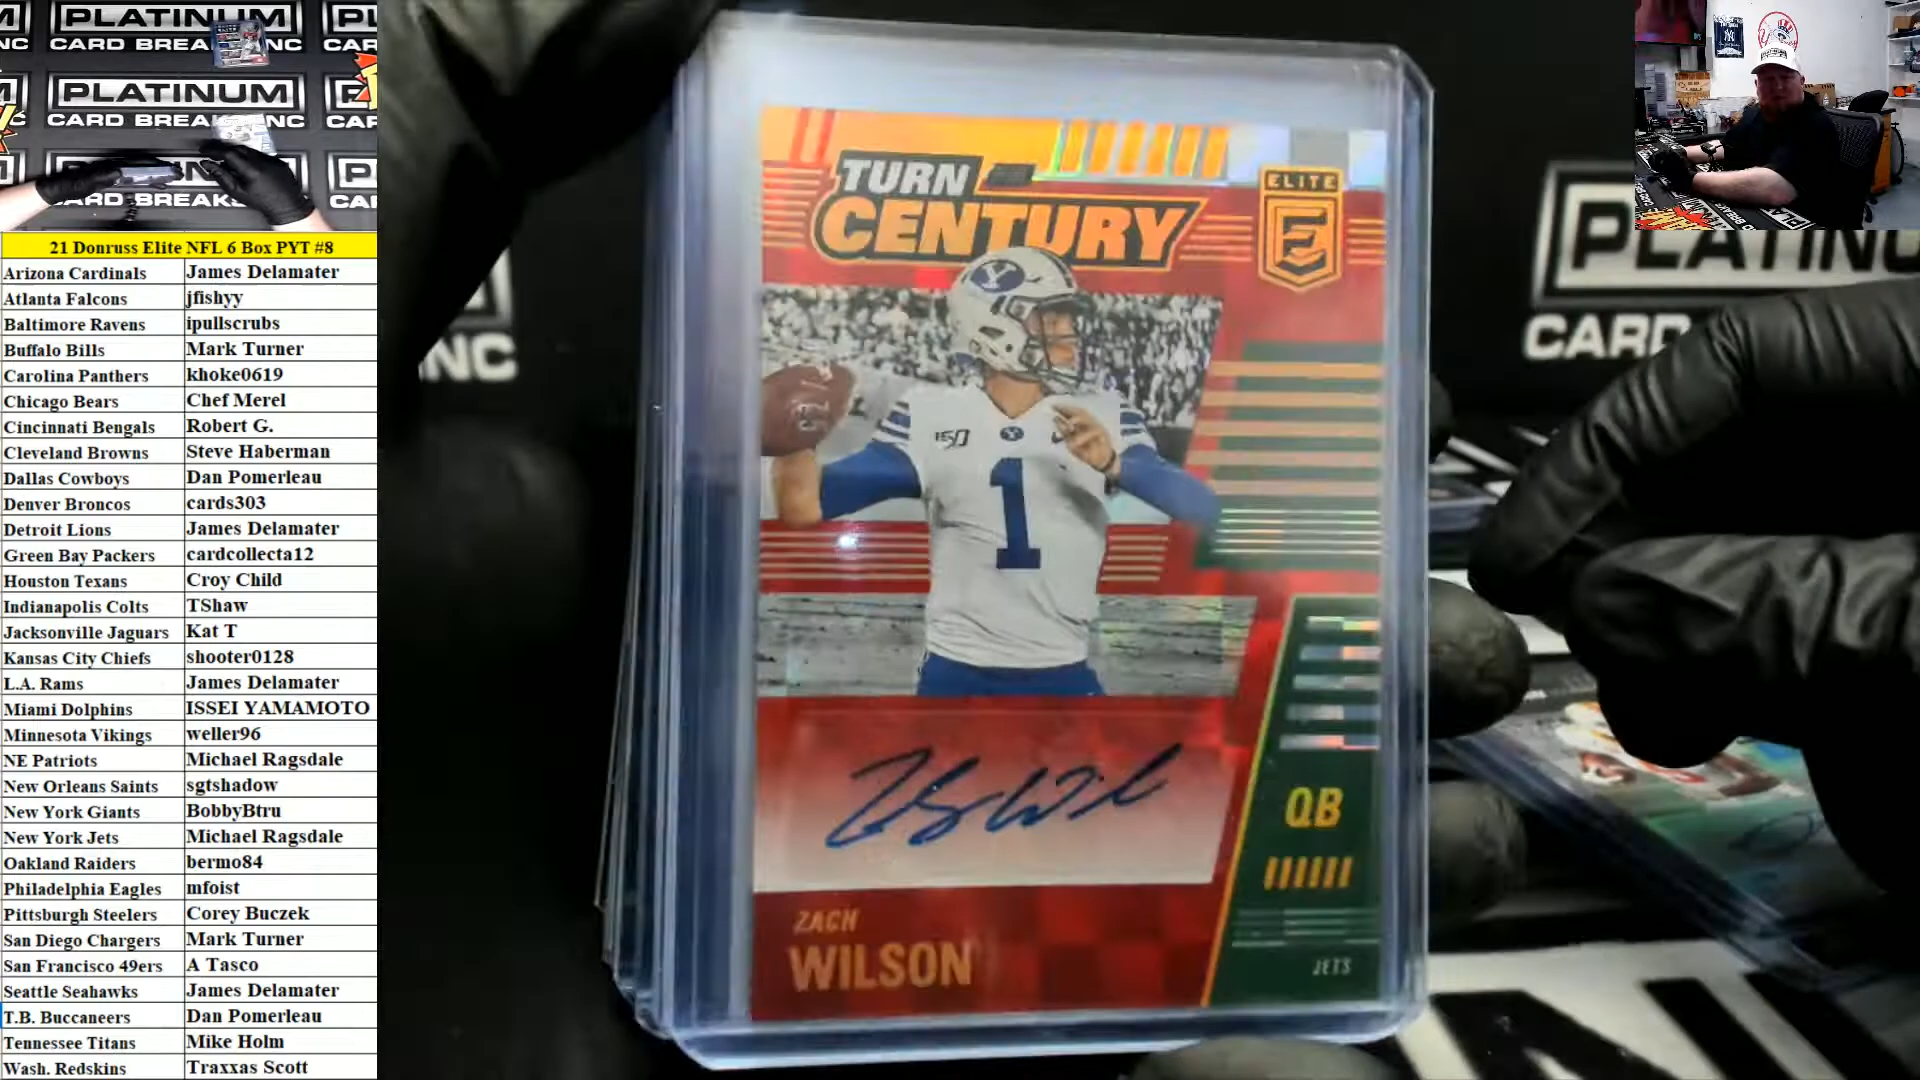 PLATINUM
CARD BREAKS INC
PLATINUM
CARD BREAKS INC
CARD BREAKS
21 Donruss Elite NFL 6 Box PYT #8
Arizona Cardinals James Delamater
Atlanta Falcons jfishyy
Baltimore Ravens ipullscrubs
Buffalo Bills Mark Turner
Carolina Panthers khoke0619
Chicago Bears Chef Merel
Cincinnati Bengals Robert G.
Cleveland Browns Steve Haberman
Dallas Cowboys Dan Pomerleau
Denver Broncos cards303
Detroit Lions James Delamater
Green Bay Packers cardcollecta12
Houston Texans Croy Child
Indianapolis Colts TShaw
Jacksonville Jaguars Kat T
Kansas City Chiefs shooter0128
L.A. Rams James Delamater
Miami Dolphins ISSEI YAMAMOTO
Minnesota Vikings weller96
NE Patriots Michael Ragsdale
New Orleans Saints sgtshadow
New York Giants BobbyBtru
New York Jets Michael Ragsdale
Oakland Raiders bermo84
Philadelphia Eagles mfoist
Pittsburgh Steelers Corey Buczek
San Diego Chargers Mark Turner
San Francisco 49ers A Tasco
Seattle Seahawks James Delamater
T.B. Buccaneers Dan Pomerleau
Tennessee Titans Mike Holm
Wash. Redskins Traxxas Scott
TURN
CENTURY
ELITE
E
Y
150
1
QB
ZACH
WILSON
JETS
INC
PLATINUM
CARD